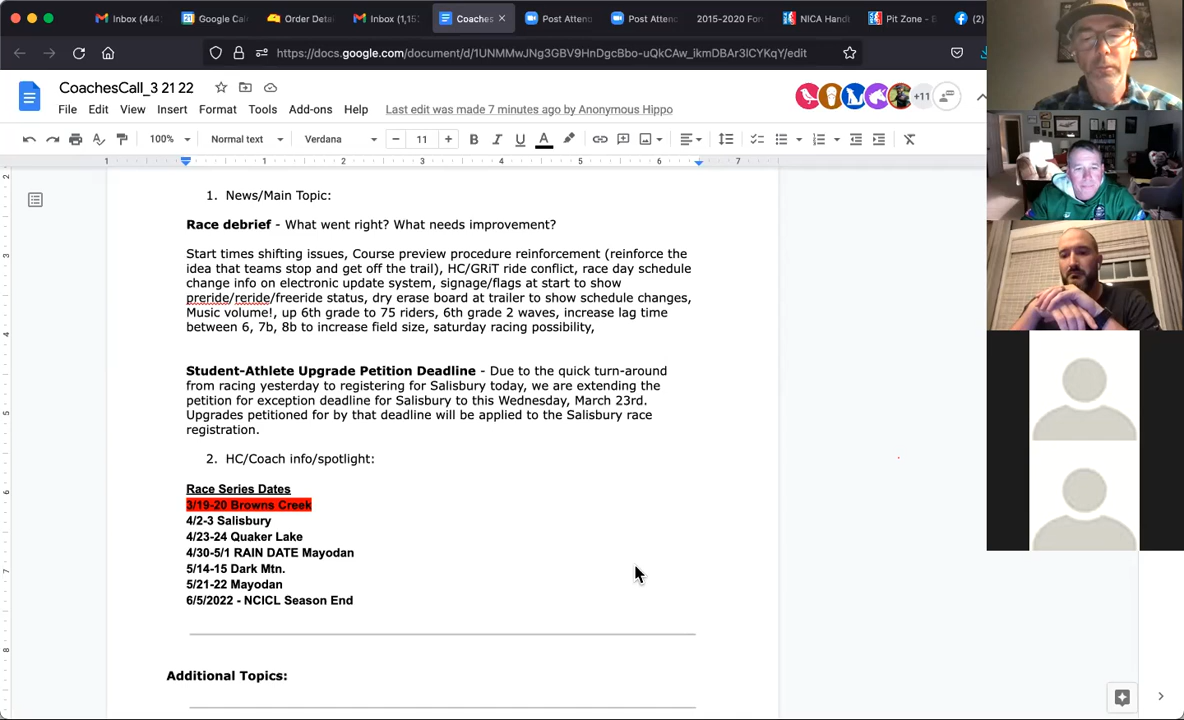 Inbox (444
Google Cal
Order Deta
Inbox (1,15
Coaches
Post Attend
Post Attend
2015-2020 For
NICA Handb
Pit Zone - B
(2)
https://docs.google.com/document/d/1UNMMwJNg3GBV9HnDgcBbo-uQkCAw_ikmDBAr3lCYKqY/edit
CoachesCall_3 21 22
File Edit View Insert Format Tools Add-ons Help Last edit was made 7 minutes ago by Anonymous Hippo
+11
100% Normal text Verdana 11 B I U A
1 1 2 3 4 5 6 7
1. News/Main Topic:
Race debrief - What went right? What needs improvement?
Start times shifting issues, Course preview procedure reinforcement (reinforce the
idea that teams stop and get off the trail), HC/GRiT ride conflict, race day schedule
change info on electronic update system, signage/flags at start to show
preride/reride/freeride status, dry erase board at trailer to show schedule changes,
Music volume!, up 6th grade to 75 riders, 6th grade 2 waves, increase lag time
between 6, 7b, 8b to increase field size, saturday racing possibility,
Student-Athlete Upgrade Petition Deadline - Due to the quick turn-around
from racing yesterday to registering for Salisbury today, we are extending the
petition for exception deadline for Salisbury to this Wednesday, March 23rd.
Upgrades petitioned for by that deadline will be applied to the Salisbury race
registration.
2. HC/Coach info/spotlight:
Race Series Dates
3/19-20 Browns Creek
4/2-3 Salisbury
4/23-24 Quaker Lake
4/30-5/1 RAIN DATE Mayodan
5/14-15 Dark Mtn.
5/21-22 Mayodan
6/5/2022 - NCICL Season End
Additional Topics: